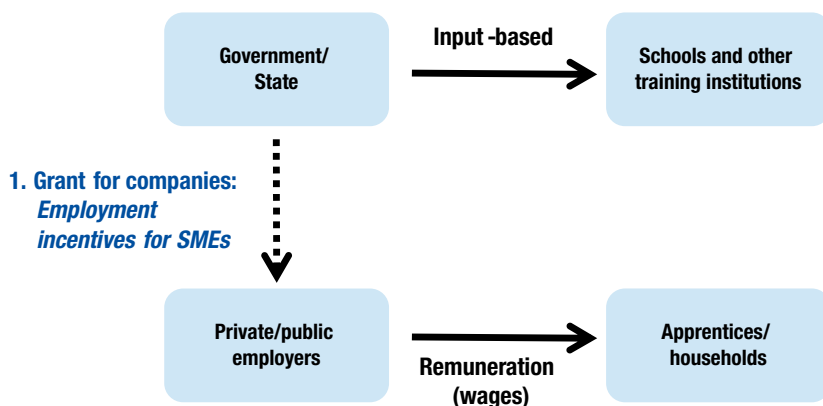 Government/
State
Input -based
Schools and other
training institutions
1. Grant for companies:
Employment
incentives for SMEs
Private/public
employers
Remuneration
(wages)
Apprentices/
households